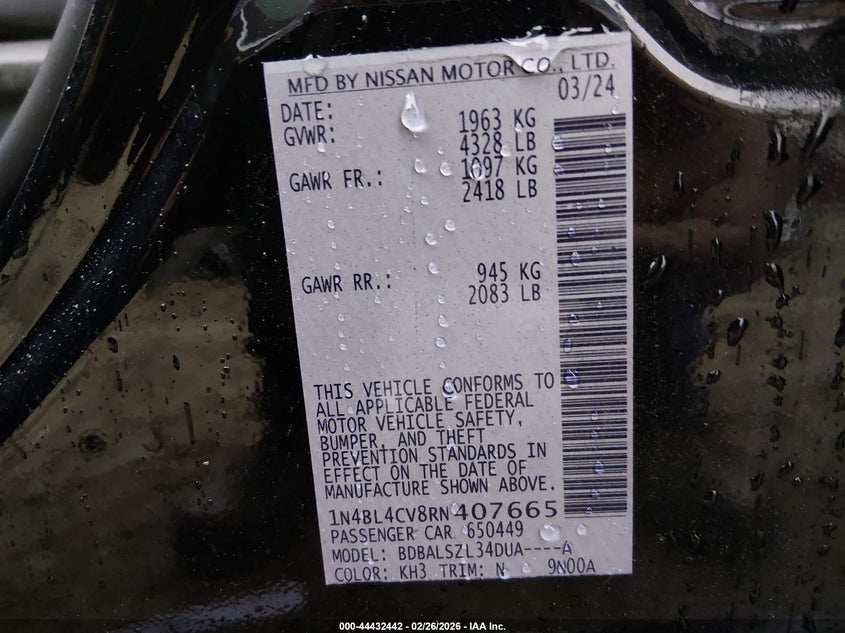 MFD BY NISSAN MOTOR CO., LTD.
DATE: 03/24
GVWR: 1963 KG
4328 LB
GAWR FR.: 1097 KG
2418 LB
GAWR RR.: 945 KG
2083 LB
THIS VEHICLE CONFORMS TO
ALL APPLICABLE FEDERAL
MOTOR VEHICLE SAFETY,
BUMPER, AND THEFT
PREVENTION STANDARDS IN
EFFECT ON THE DATE OF
MANUFACTURE SHOWN ABOVE.
1N4BL4CV8RN407665
PASSENGER CAR 650449
MODEL: BDBALSZL34DUA----A
COLOR: KH3 TRIM: N 9N00A
000-44432442 - 02/26/2026 - IAA Inc.